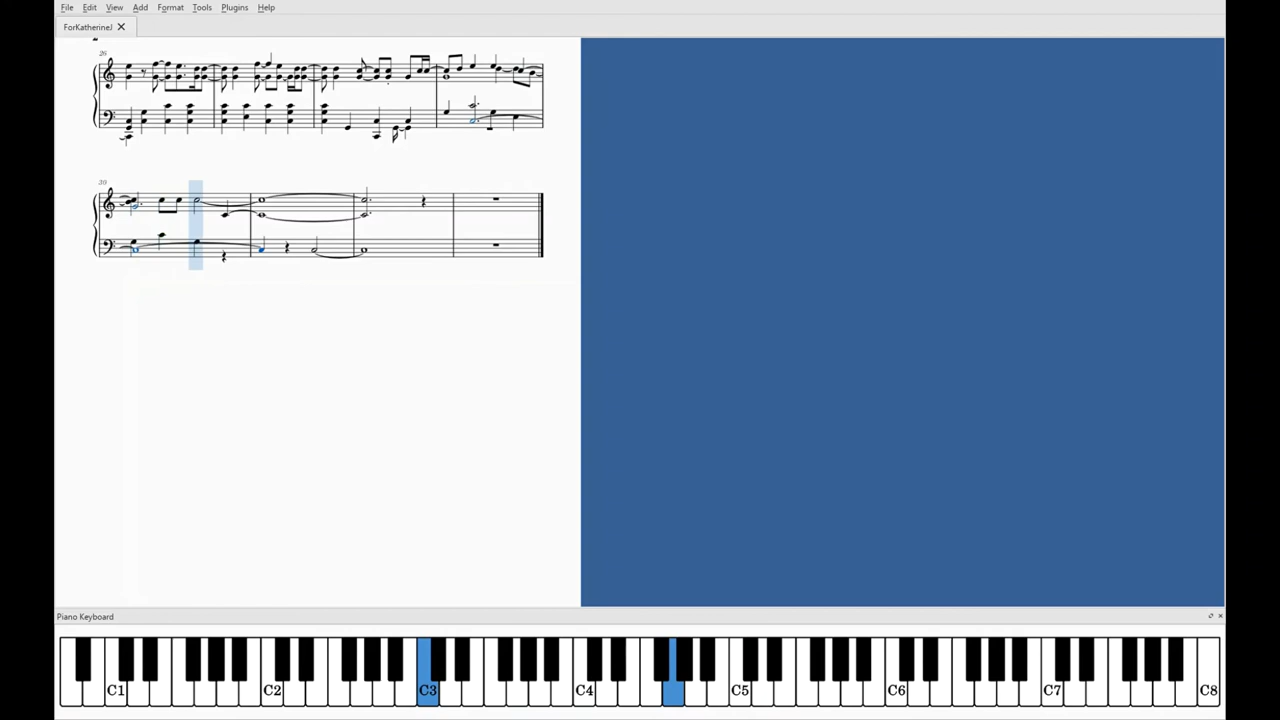 File Edit View Add Format Tools Plugins Help
ForKatherineJ
26
30
Piano Keyboard
C1 C2 C3 C4 C5 C6 C7 C8